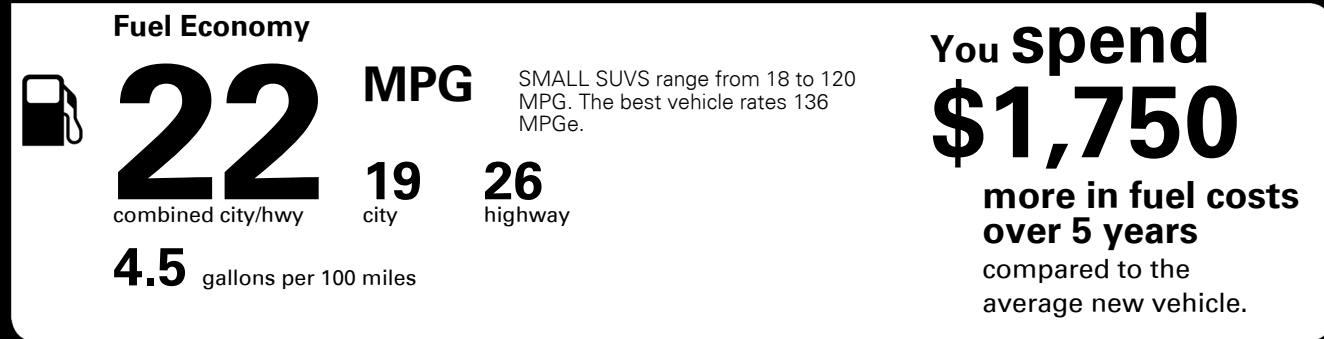 Fuel Economy
22
MPG
SMALL SUVS range from 18 to 120
MPG. The best vehicle rates 136
MPGe.
combined city/hwy
19
city
26
highway
4.5 gallons per 100 miles
You spend
$1,750
more in fuel costs
over 5 years
compared to the
average new vehicle.